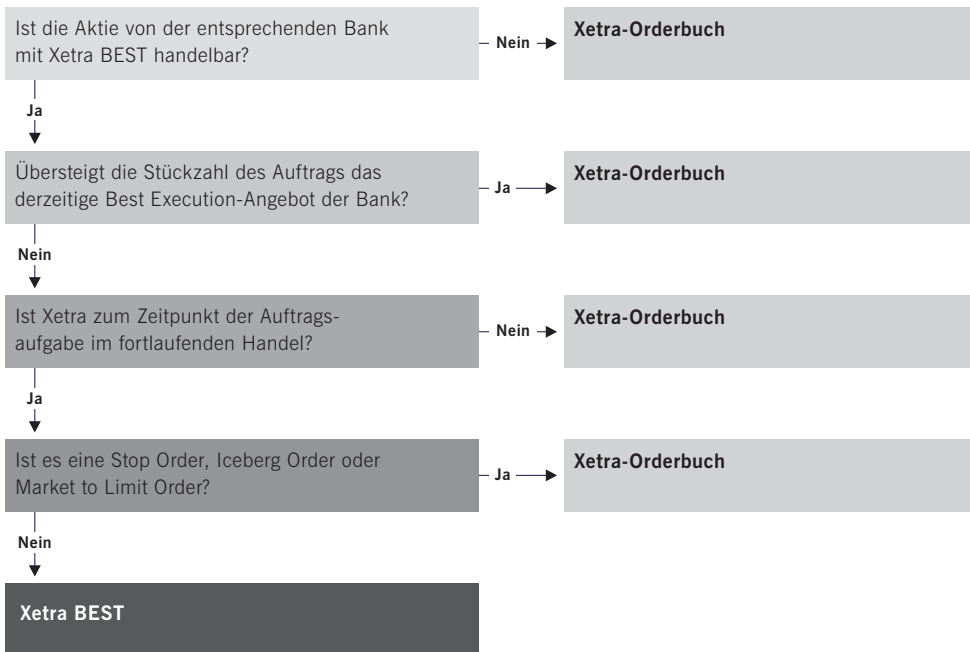 Ist die Aktie von der entsprechenden Bank
mit Xetra BEST handelbar?
Nein
Xetra-Orderbuch
Ja
Übersteigt die Stückzahl des Auftrags das
derzeitige Best Execution-Angebot der Bank?
Ja
Xetra-Orderbuch
Nein
Ist Xetra zum Zeitpunkt der Auftrags-
aufgabe im fortlaufenden Handel?
Nein
Xetra-Orderbuch
Ja
Ist es eine Stop Order, Iceberg Order oder
Market to Limit Order?
Ja
Xetra-Orderbuch
Nein
Xetra BEST